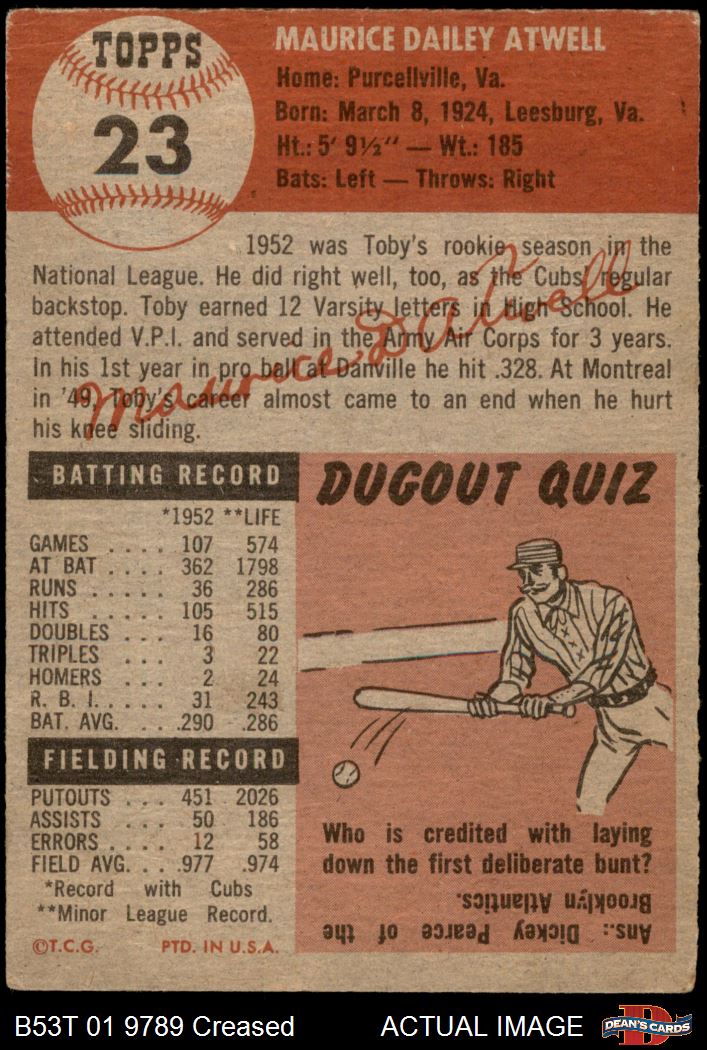 TOPPS
23
MAURICE DAILEY ATWELL
Home: Purcellville, Va.
Born: March 8, 1924, Leesburg, Va.
Ht.: 5' 9½" — Wt.: 185
Bats: Left — Throws: Right
1952 was Toby's rookie season in the
National League. He did right well, too, as the Cubs' regular
backstop. Toby earned 12 Varsity letters in High School. He
attended V.P.I. and served in the Army Air Corps for 3 years.
In his 1st year in pro ball at Danville he hit .328. At Montreal
in '49, Toby's career almost came to an end when he hurt
his knee sliding.
Maurice D Atwell
BATTING RECORD
*1952 **LIFE
GAMES .... 107 574
AT BAT .... 362 1798
RUNS ..... 36 286
HITS ..... 105 515
DOUBLES ... 16 80
TRIPLES ... 3 22
HOMERS ... 2 24
R. B. I. .... 31 243
BAT. AVG. ... .290 .286
FIELDING RECORD
PUTOUTS ... 451 2026
ASSISTS ... 50 186
ERRORS .... 12 58
FIELD AVG. ... .977 .974
*Record with Cubs
**Minor League Record.
©T.C.G. PTD. IN U.S.A.
DUGOUT QUIZ
Who is credited with laying
down the first deliberate bunt?
Ans.: Dickey Pearce of the
Brooklyn Atlantics.
B53T 01 9789 Creased
ACTUAL IMAGE
DEAN'S CARDS